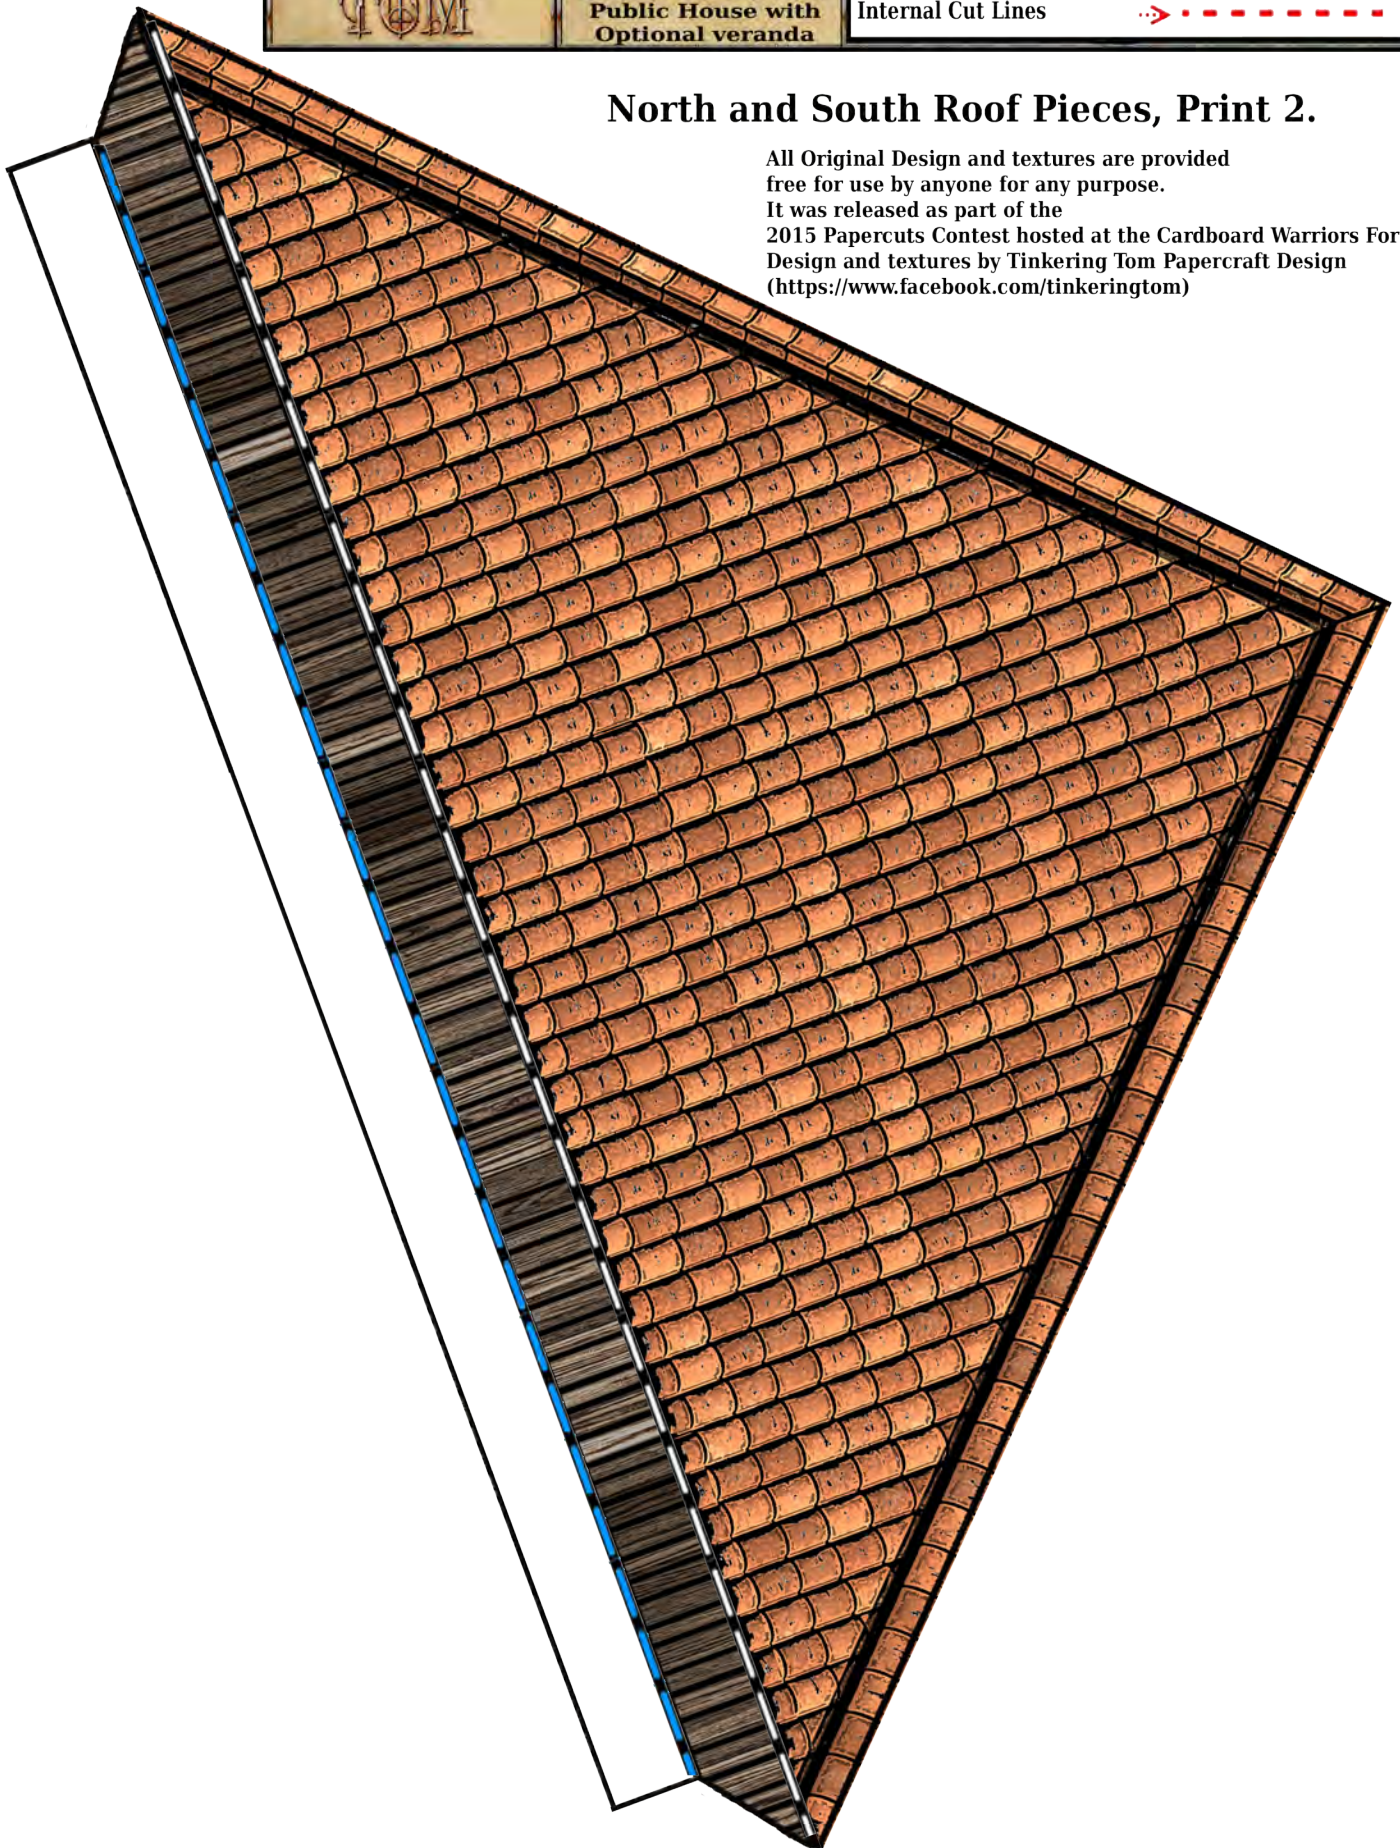 TOM
Public House with
Optional veranda
Internal Cut Lines
North and South Roof Pieces, Print 2.
All Original Design and textures are provided
free for use by anyone for any purpose.
It was released as part of the
2015 Papercuts Contest hosted at the Cardboard Warriors For
Design and textures by Tinkering Tom Papercraft Design
(https://www.facebook.com/tinkeringtom)